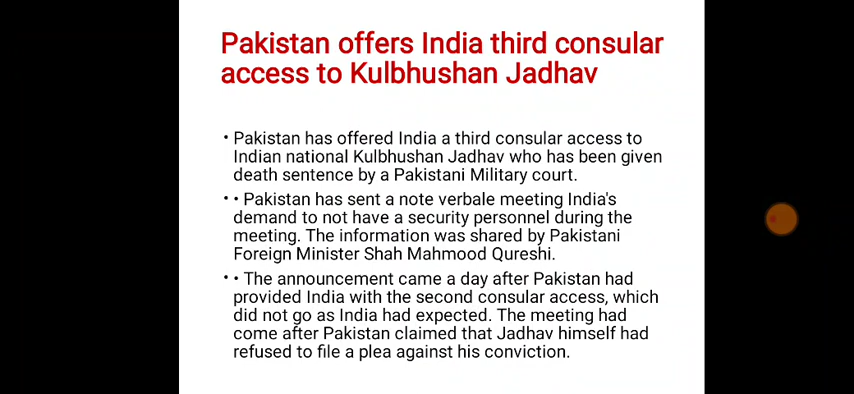 Pakistan offers India third consular
access to Kulbhushan Jadhav
• Pakistan has offered India a third consular access to
Indian national Kulbhushan Jadhav who has been given
death sentence by a Pakistani Military court.
• • Pakistan has sent a note verbale meeting India's
demand to not have a security personnel during the
meeting. The information was shared by Pakistani
Foreign Minister Shah Mahmood Qureshi.
• • The announcement came a day after Pakistan had
provided India with the second consular access, which
did not go as India had expected. The meeting had
come after Pakistan claimed that Jadhav himself had
refused to file a plea against his conviction.